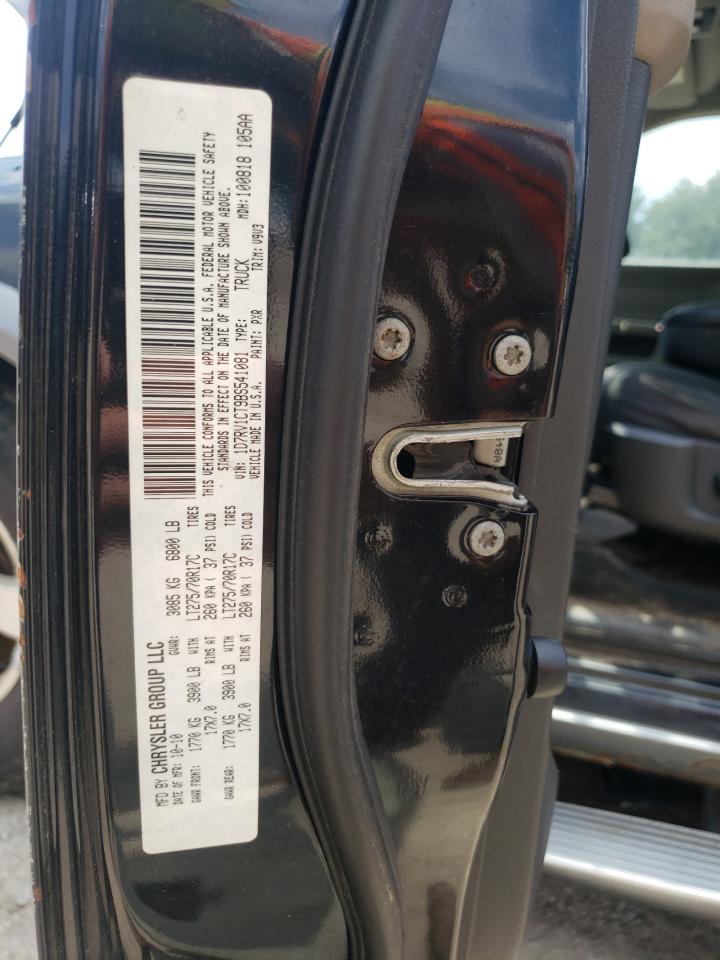 MFD BY CHRYSLER GROUP LLC
DATE OF MFR: 10-10 GVWR: 3085 KG 6800 LB
GAWR FRONT: 1770 KG 3900 LB WITH LT275/70R17C TIRES
17X7.0 RIMS AT 260 KPA ( 37 PSI) COLD
GAWR REAR: 1770 KG 3900 LB WITH LT275/70R17C TIRES
17X7.0 RIMS AT 260 KPA ( 37 PSI) COLD
THIS VEHICLE CONFORMS TO ALL APPLICABLE U.S.A. FEDERAL MOTOR VEHICLE SAFETY
STANDARDS IN EFFECT ON THE DATE OF MANUFACTURE SHOWN ABOVE.
VIN: 1D7RV1CT9BS541081 TYPE: TRUCK MDH: 100818 105AA
VEHICLE MADE IN U.S.A. PAINT: PXR TRIM: V9V3